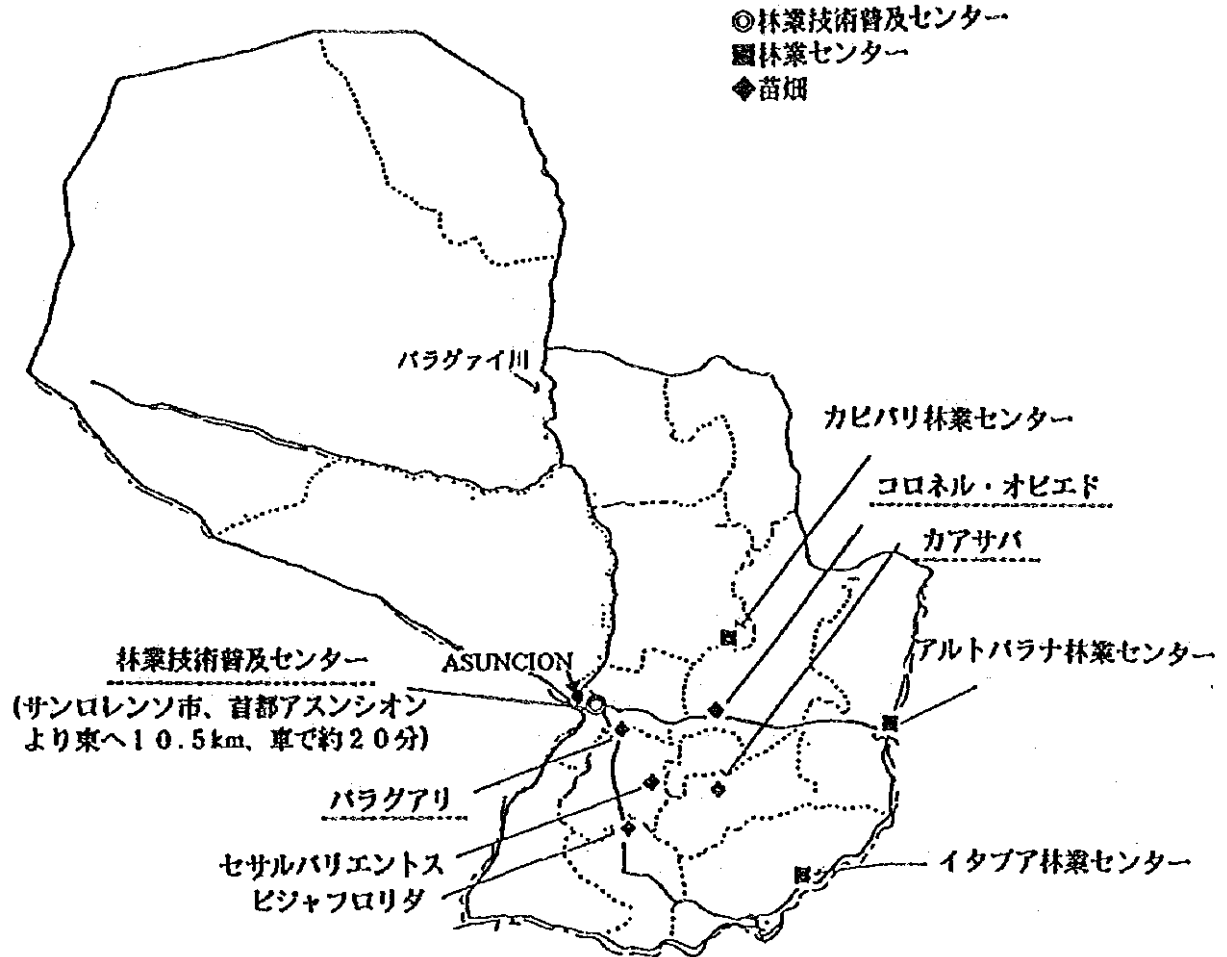 ◎林業技術普及センター
林業センター
苗畑
パラグァイ川
カピバリ林業センター
コロネル・オビエド
カアサパ
アルトパラナ林業センター
林業技術普及センター
ASUNCION
(サンロレンソ市、首都アスンシオン
より東へ10.5km、車で約20分)
パラグアリ
セサルバリエントス
ビジャフロリダ
イタプア林業センター